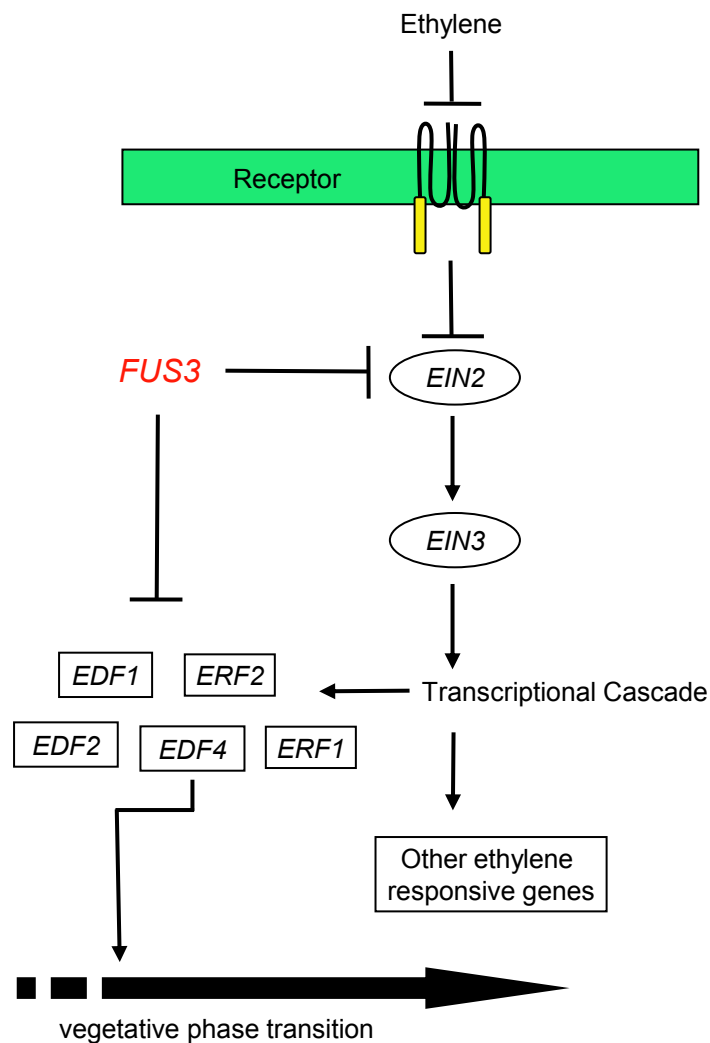 Ethylene
Receptor
FUS3
EIN2
EIN3
EDF1
ERF2
Transcriptional Cascade
EDF2
EDF4
ERF1
Other ethylene
responsive genes
vegetative phase transition